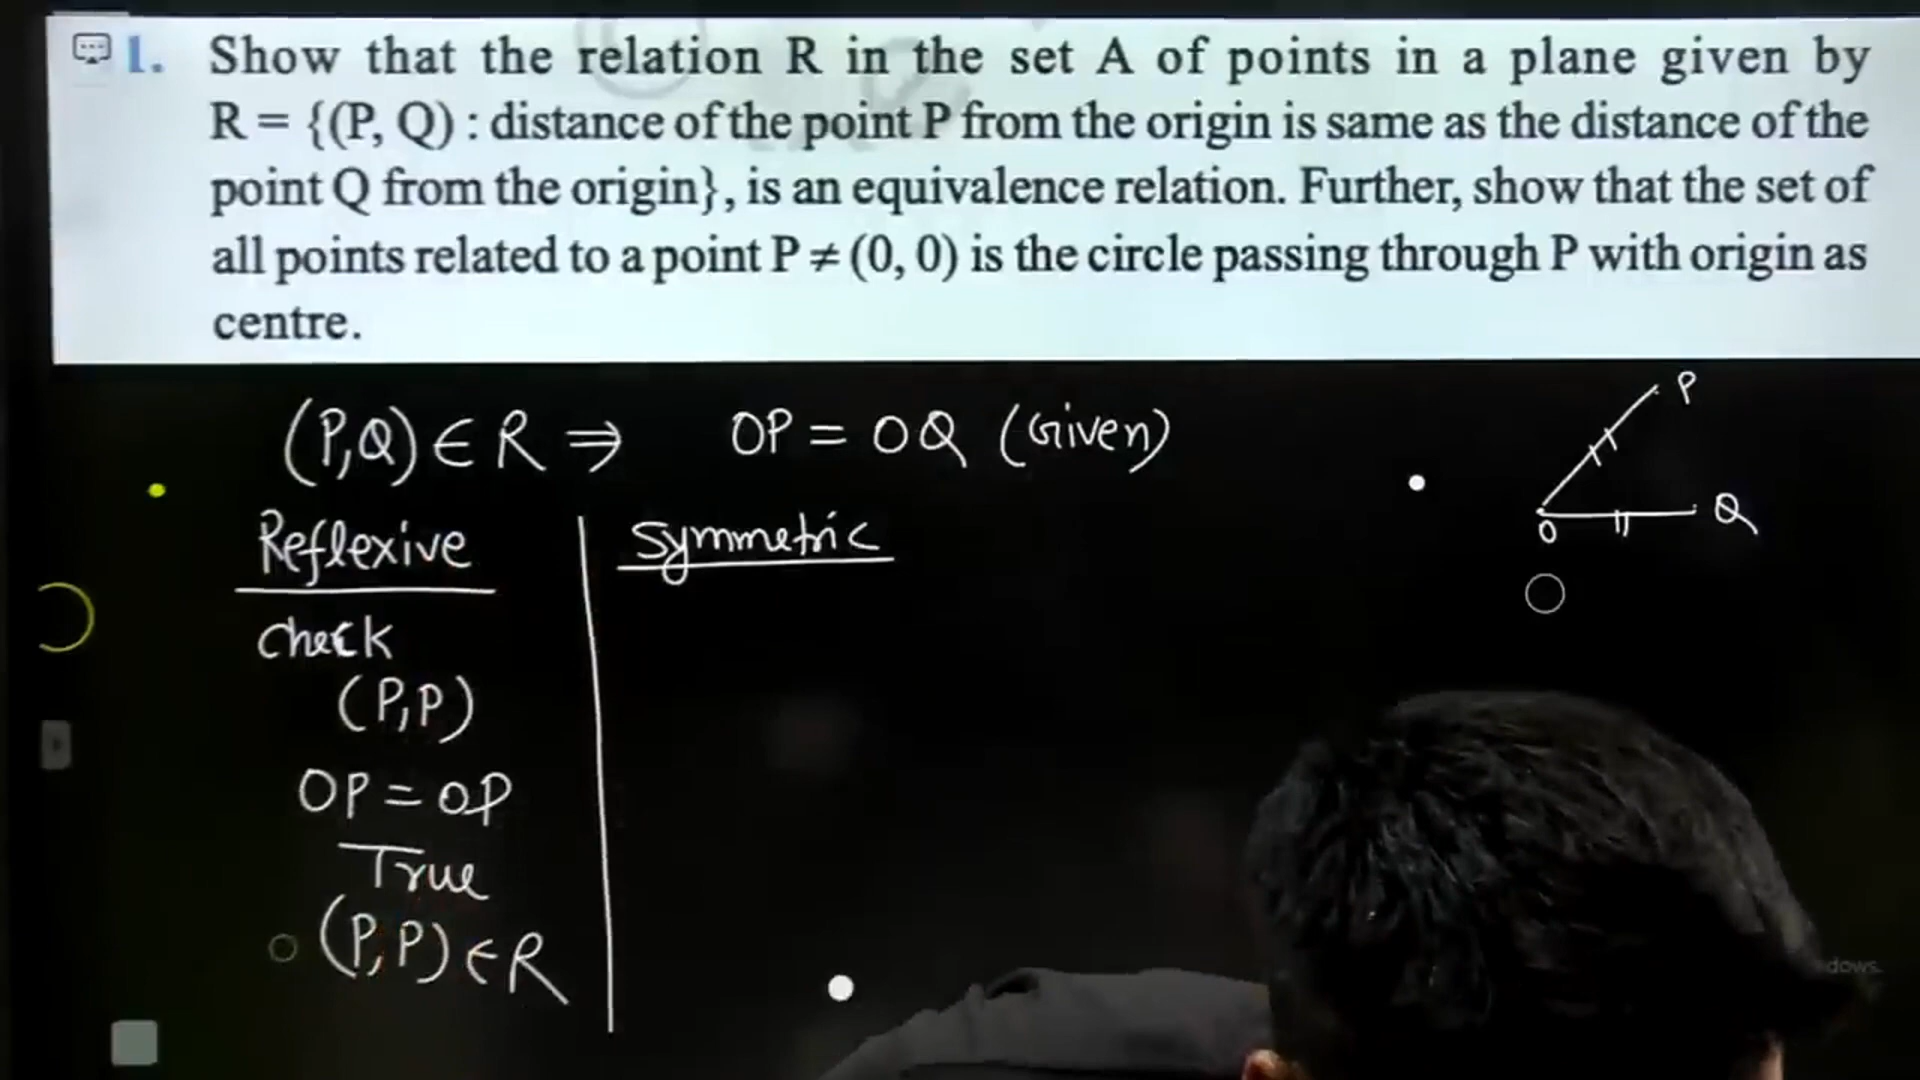 1. Show that the relation R in the set A of points in a plane given by
R = {(P, Q) : distance of the point P from the origin is same as the distance of the
point Q from the origin}, is an equivalence relation. Further, show that the set of
all points related to a point P ≠ (0, 0) is the circle passing through P with origin as
centre.
(P,Q) ∈ R ⇒ OP = OQ (Given)
P
O
Q
Reflexive
check
(P,P)
OP = OP
True
(P,P) ∈ R
Symmetric
dows.